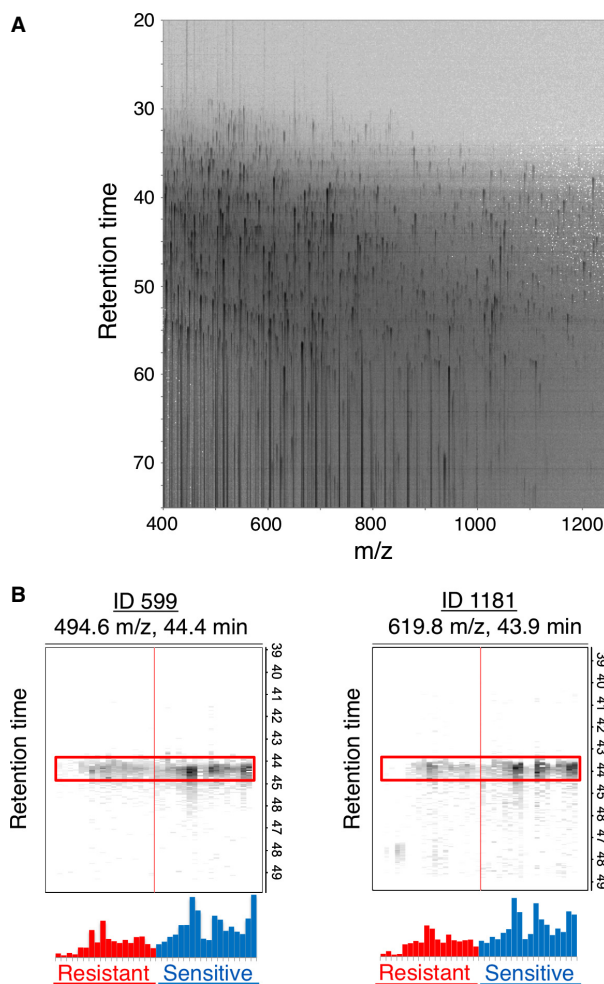 A
20
30
40
50
60
70
Retention time
400
600
800
1000
1200
m/z
B
ID 599
494.6 m/z, 44.4 min
Retention time
39
40
41
42
43
44
45
46
47
48
49
Resistant
Sensitive
ID 1181
619.8 m/z, 43.9 min
Retention time
39
40
41
42
43
44
45
46
47
48
49
Resistant
Sensitive